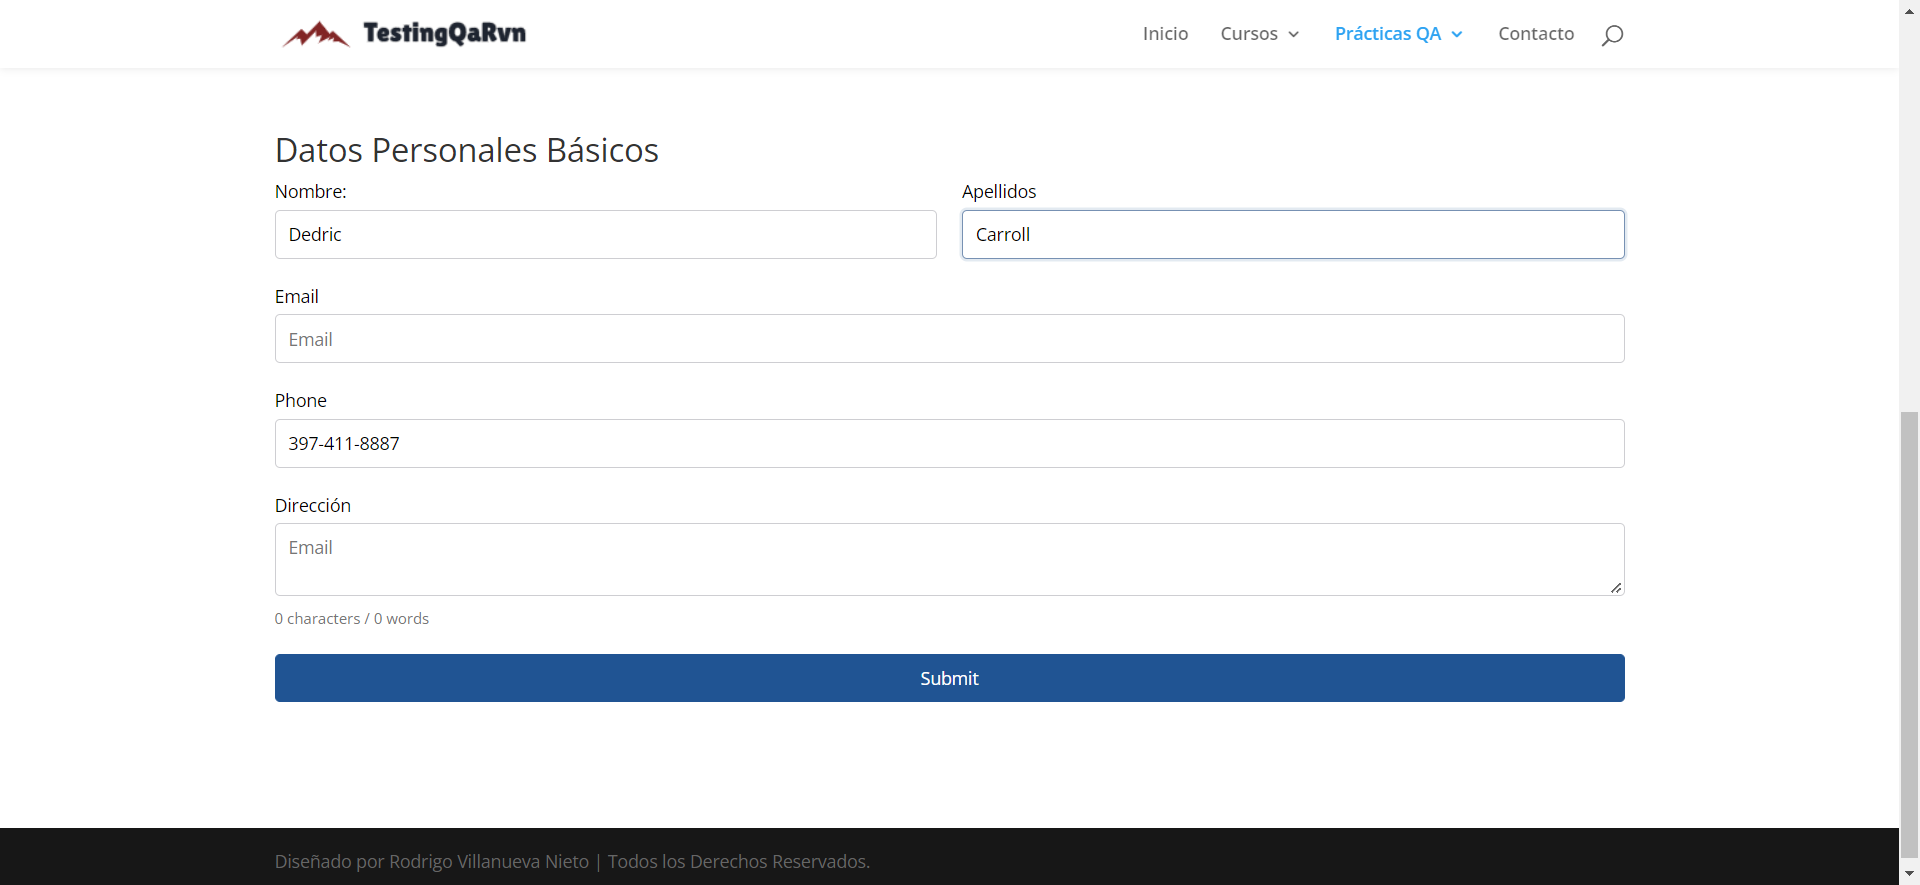 TestingQaRvn
Inicio Cursos Prácticas QA Contacto
Datos Personales Básicos
Nombre: Apellidos
Dedric Carroll
Email
Email
Phone
397-411-8887
Dirección
Email
0 characters / 0 words
Submit
Diseñado por Rodrigo Villanueva Nieto | Todos los Derechos Reservados.